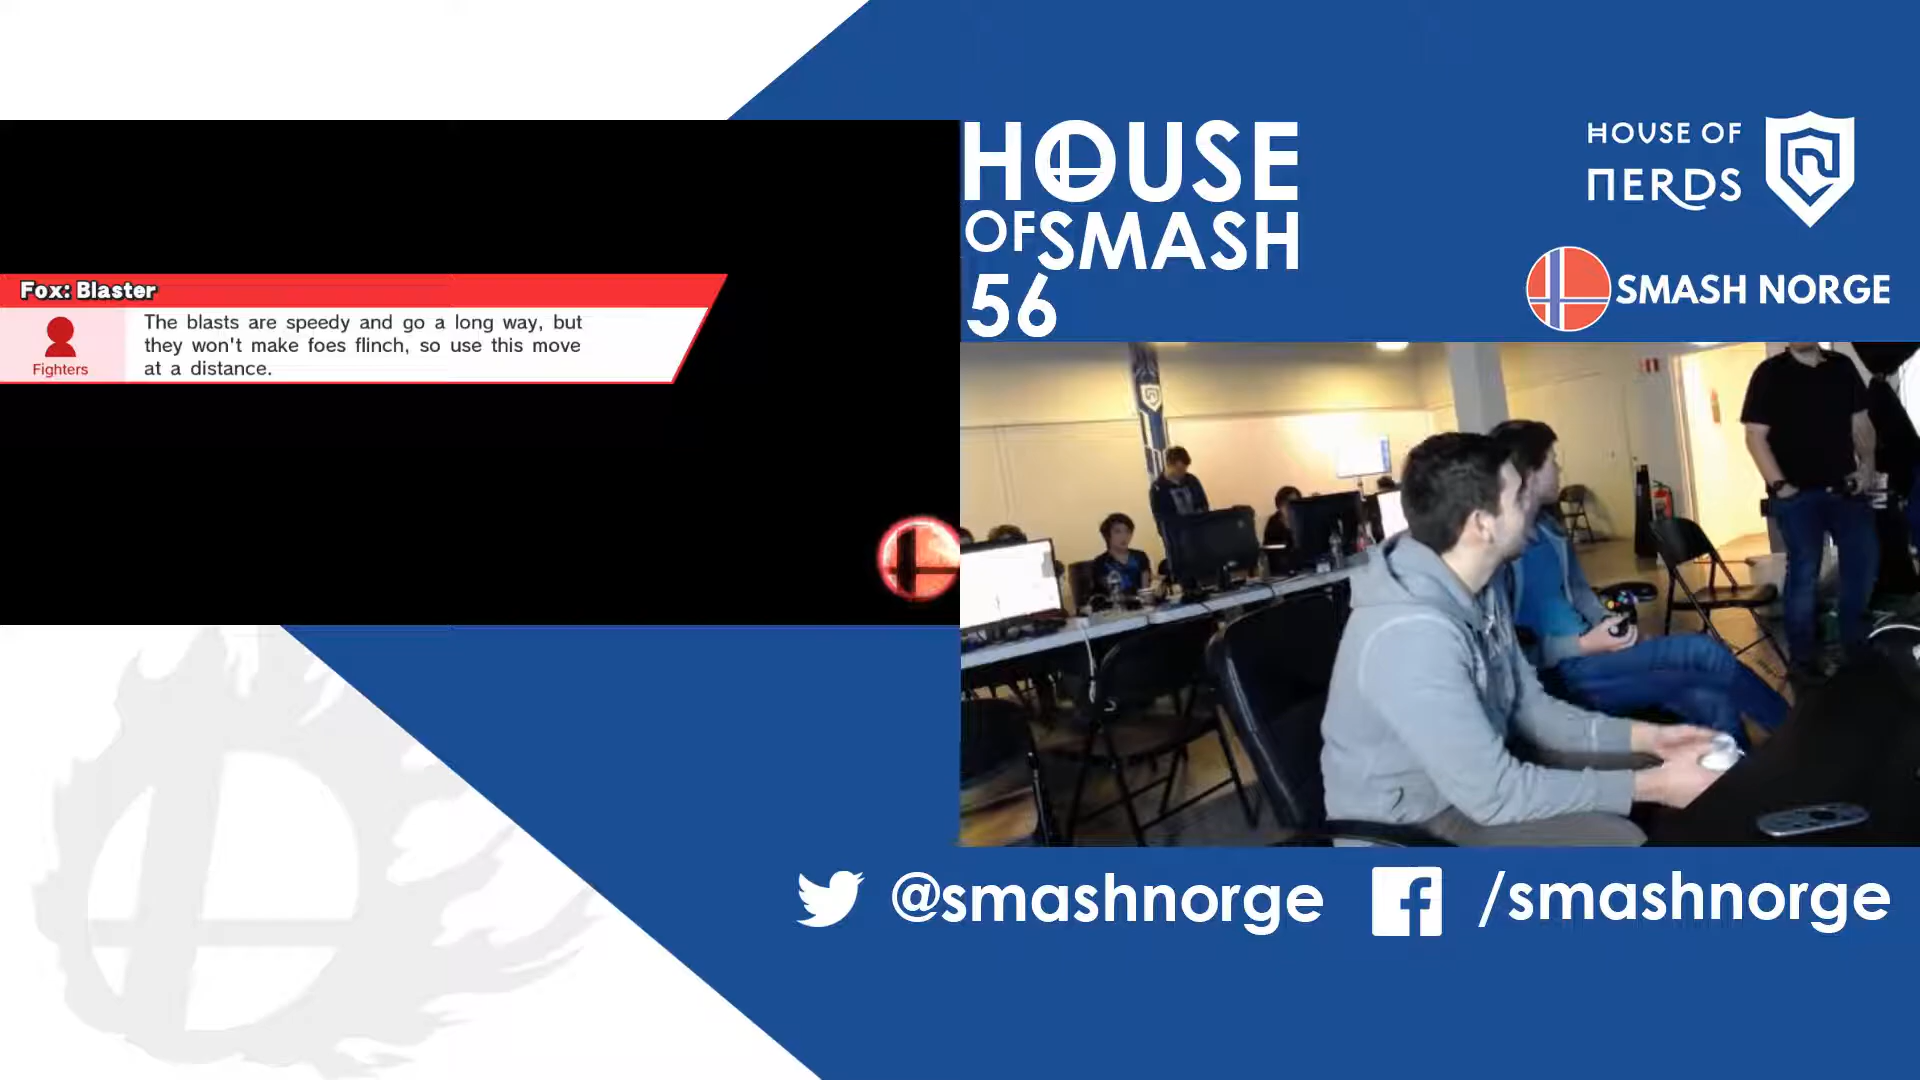 Fox: Blaster
The blasts are speedy and go a long way, but
they won't make foes flinch, so use this move
at a distance.
Fighters
HOUSE
OF SMASH
56
HOUSE OF
NERDS
SMASH NORGE
@smashnorge
/smashnorge